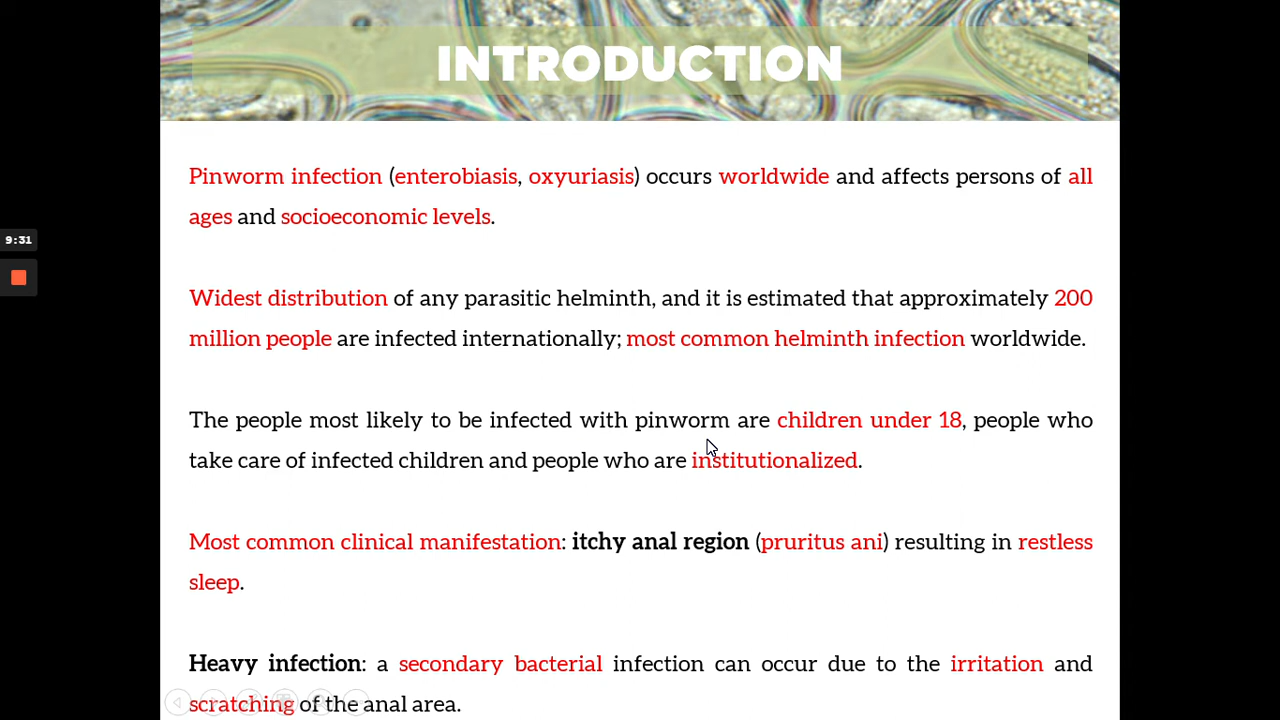 INTRODUCTION
Pinworm infection (enterobiasis, oxyuriasis) occurs worldwide and affects persons of all
ages and socioeconomic levels.
9:31
Widest distribution of any parasitic helminth, and it is estimated that approximately 200
million people are infected internationally; most common helminth infection worldwide.
The people most likely to be infected with pinworm are children under 18, people who
take care of infected children and people who are institutionalized.
Most common clinical manifestation: itchy anal region (pruritus ani) resulting in restless
sleep.
Heavy infection: a secondary bacterial infection can occur due to the irritation and
scratching of the anal area.